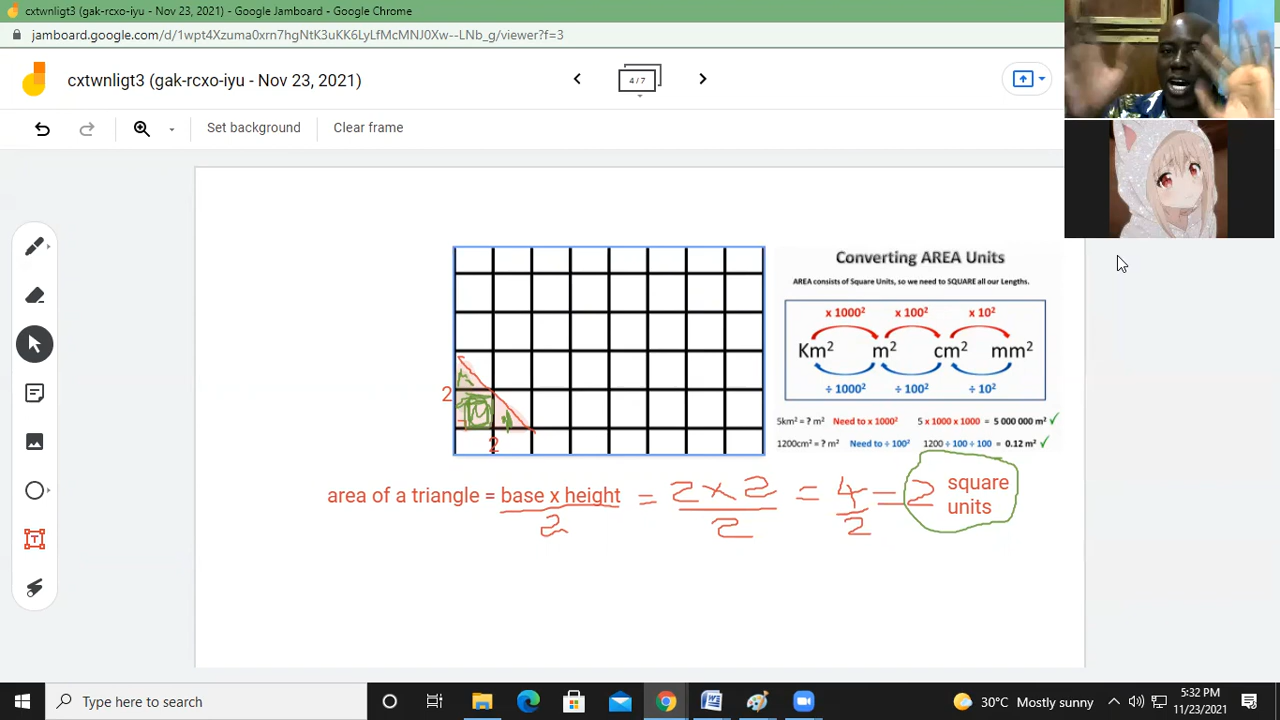 cxtwnligt3 (gak-rcxo-iyu - Nov 23, 2021) - Google Jamboard - Google Chrome
jamboard.google.com/d/1wpt4Xzuma0xrn7hgNtK3uKK6LyLfMcMNJ0Xw--LNb_g/viewer?f=3
cxtwnligt3 (gak-rcxo-iyu - Nov 23, 2021)
4/7
Set background
Clear frame
Converting AREA Units
AREA consists of Square Units, so we need to SQUARE all our Lengths.
x 1000² x 100² x 10²
Km² m² cm² mm²
÷ 1000² ÷ 100² ÷ 10²
5km² = ? m² Need to x 1000² 5 x 1000 x 1000 = 5 000 000 m² ✓
1200cm² = ? m² Need to ÷ 100² 1200 ÷ 100 ÷ 100 = 0.12 m² ✓
2
2
area of a triangle = base x height / 2 = 2 x 2 / 2 = 4 / 2 = 2 square
units
Type here to search
30°C Mostly sunny
5:32 PM
11/23/2021